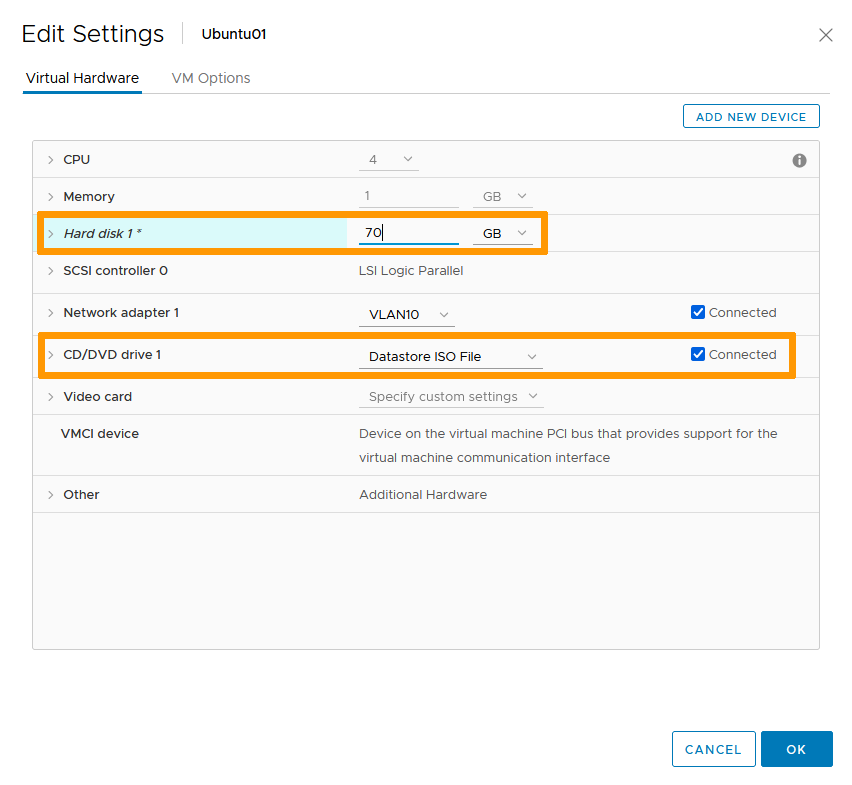 Edit Settings Ubuntu01
Virtual Hardware VM Options
ADD NEW DEVICE
CPU 4
Memory 1 GB
Hard disk 1 * 70 GB
SCSI controller 0 LSI Logic Parallel
Network adapter 1 VLAN10 Connected
CD/DVD drive 1 Datastore ISO File Connected
Video card Specify custom settings
VMCI device Device on the virtual machine PCI bus that provides support for the
virtual machine communication interface
Other Additional Hardware
CANCEL OK